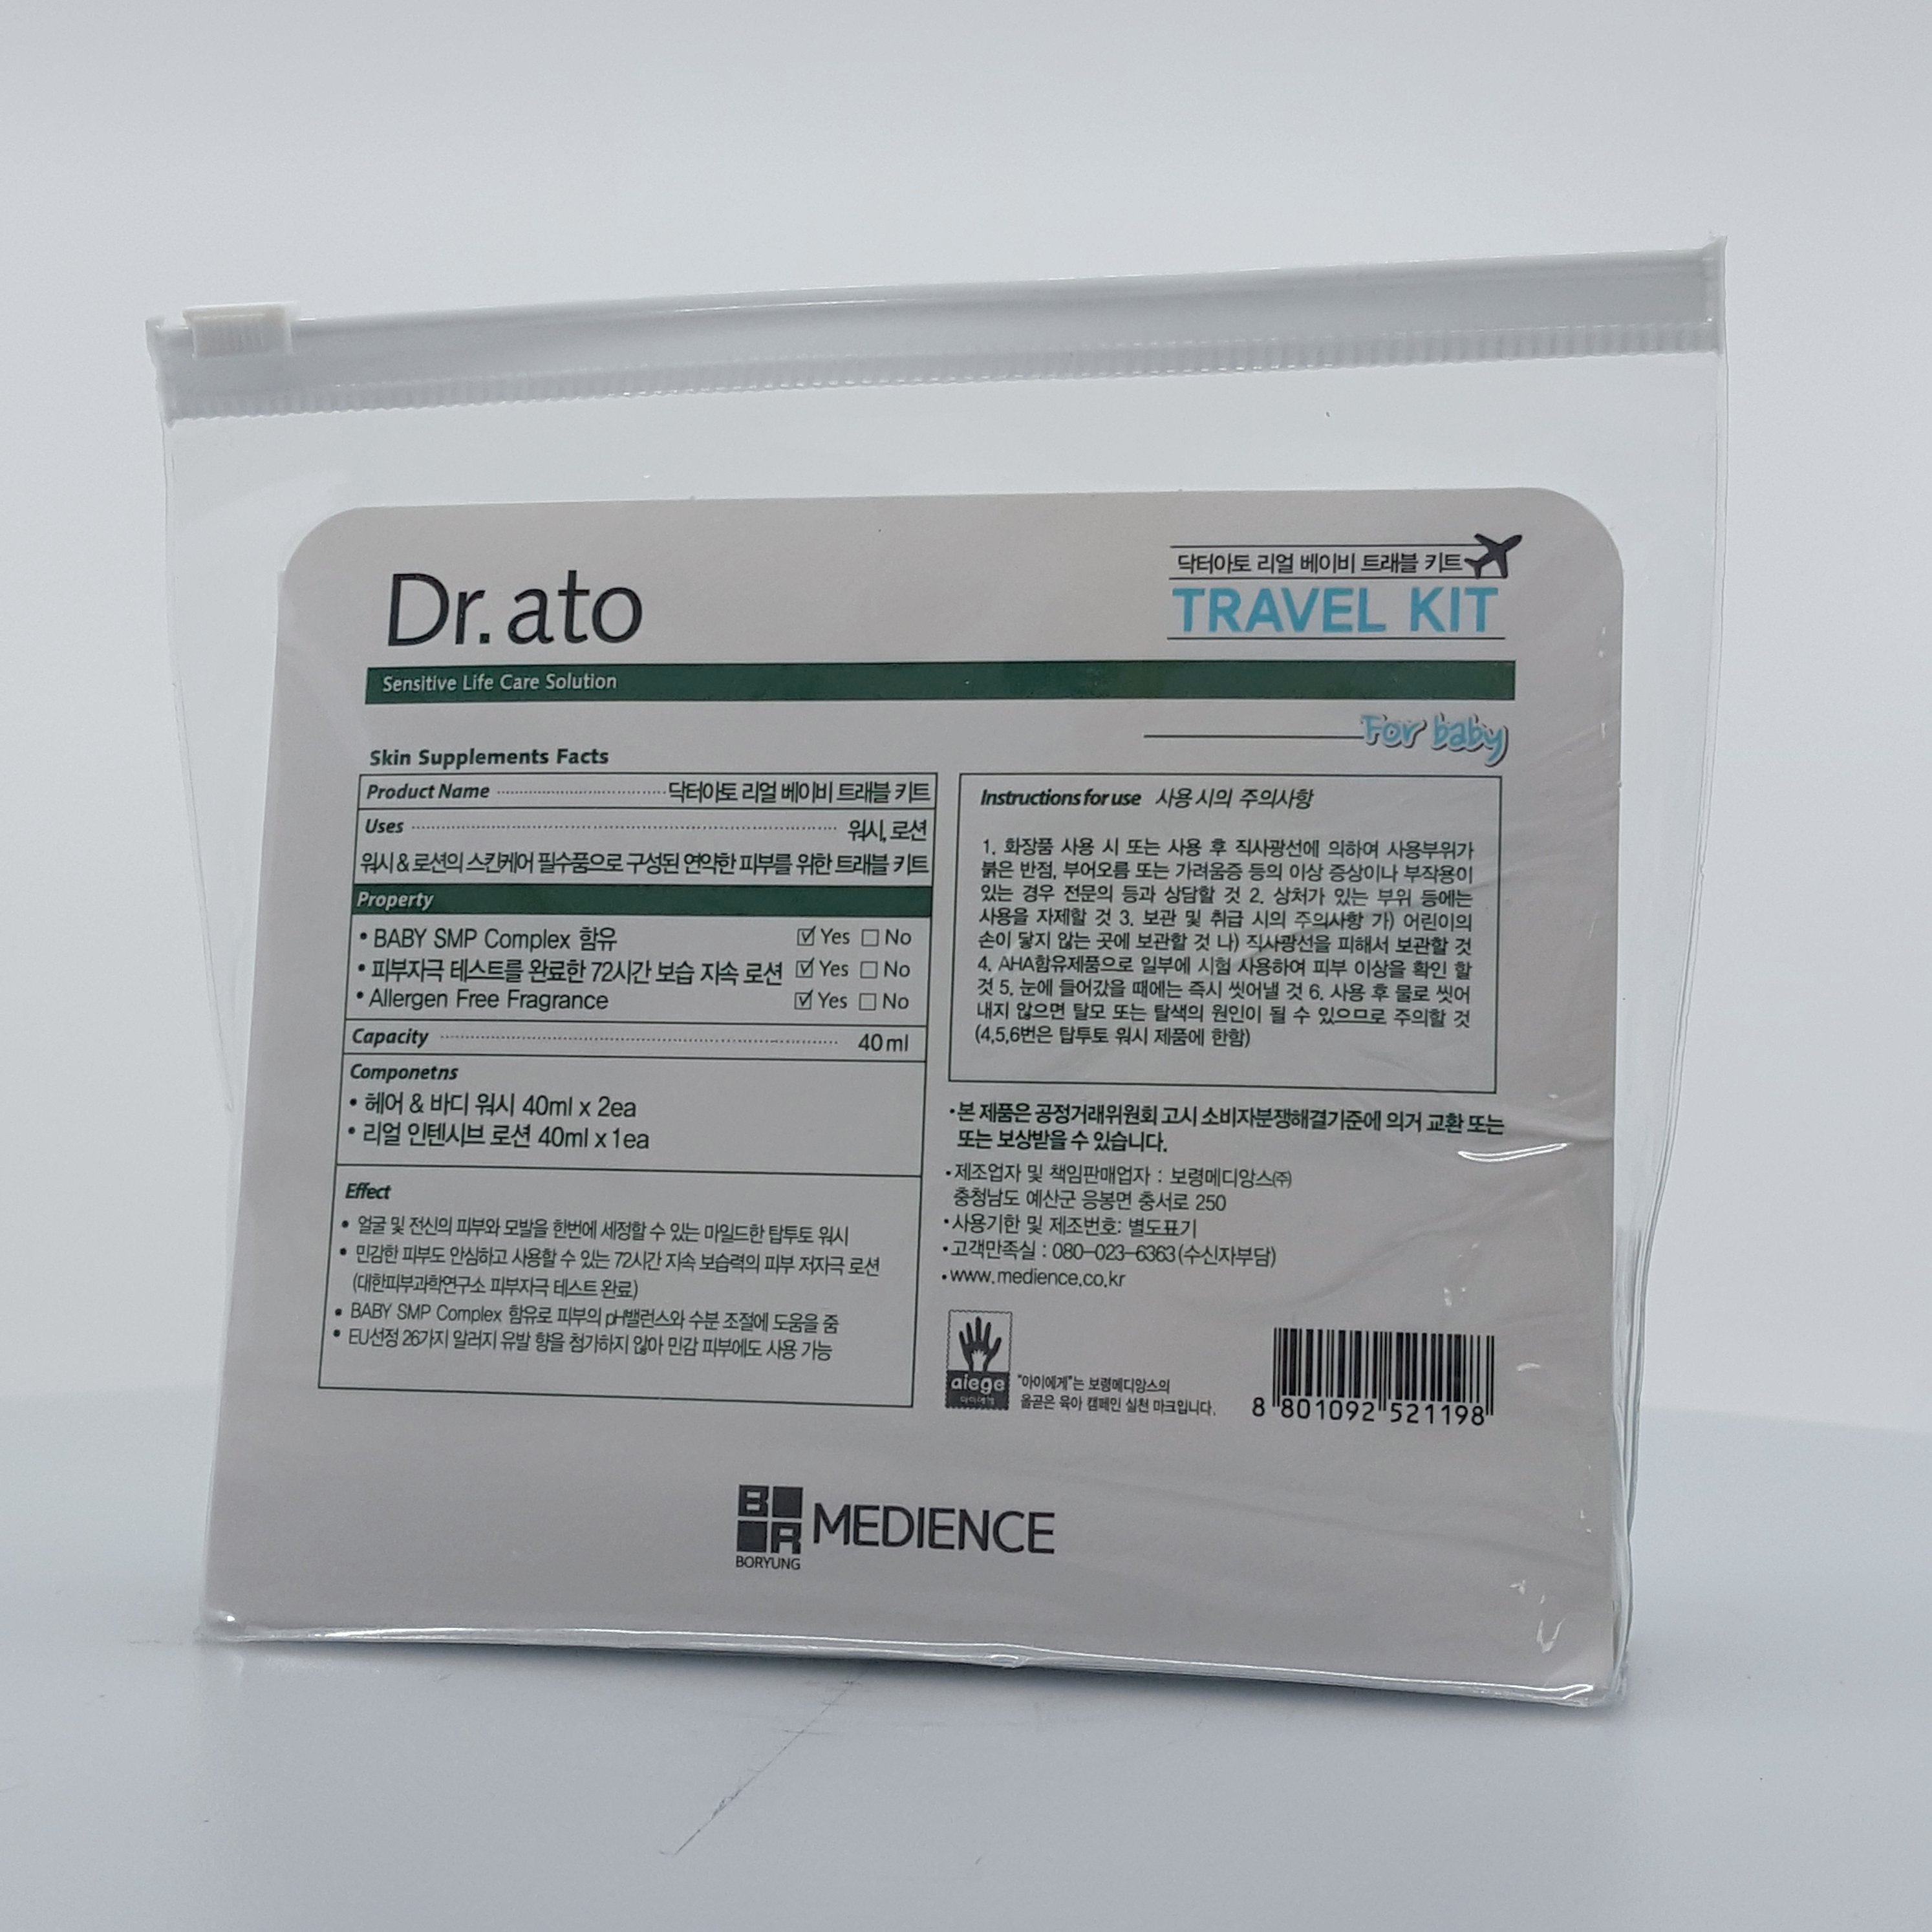 Dr.ato
닥터아토 리얼 베이비 트래블 키트
TRAVEL KIT
Sensitive Life Care Solution
For baby
Skin Supplements Facts
Product Name 닥터아토 리얼 베이비 트래블 키트
Uses 워시, 로션
워시 & 로션의 스킨케어 필수품으로 구성된 연약한 피부를 위한 트래블 키트
Property
• BABY SMP Complex 함유 ☑ Yes □ No
• 피부자극 테스트를 완료한 72시간 보습 지속 로션 ☑ Yes □ No
• Allergen Free Fragrance ☑ Yes □ No
Capacity 40ml
Componetns
• 헤어 & 바디 워시 40ml x 2ea
• 리얼 인텐시브 로션 40ml x 1ea
Effect
• 얼굴 및 전신의 피부와 모발을 한번에 세정할 수 있는 마일드한 탑투토 워시
• 민감한 피부도 안심하고 사용할 수 있는 72시간 지속 보습력의 피부 저자극 로션
(대한피부과학연구소 피부자극 테스트 완료)
• BABY SMP Complex 함유로 피부의 pH밸런스와 수분 조절에 도움을 줌
• EU선정 26가지 알러지 유발 향을 첨가하지 않아 민감 피부에도 사용 가능
Instructions for use 사용 시의 주의사항
1. 화장품 사용 시 또는 사용 후 직사광선에 의하여 사용부위가
붉은 반점, 부어오름 또는 가려움증 등의 이상 증상이나 부작용이
있는 경우 전문의 등과 상담할 것 2. 상처가 있는 부위 등에는
사용을 자제할 것 3. 보관 및 취급 시의 주의사항 가) 어린이의
손이 닿지 않는 곳에 보관할 것 나) 직사광선을 피해서 보관할 것
4. AHA함유제품으로 일부에 시험 사용하여 피부 이상을 확인 할
것 5. 눈에 들어갔을 때에는 즉시 씻어낼 것 6. 사용 후 물로 씻어
내지 않으면 탈모 또는 탈색의 원인이 될 수 있으므로 주의할 것
(4,5,6번은 탑투토 워시 제품에 한함)
• 본 제품은 공정거래위원회 고시 소비자분쟁해결기준에 의거 교환 또는
또는 보상받을 수 있습니다.
• 제조업자 및 책임판매업자 : 보령메디앙스㈜
충청남도 예산군 응봉면 충서로 250
• 사용기한 및 제조번호: 별도표기
• 고객만족실 : 080-023-6363(수신자부담)
• www.medience.co.kr
aiege
아이에게
"아이에게"는 보령메디앙스의
올곧은 육아 캠페인 실천 마크입니다.
8 801092 521198
BR
BORYUNG
MEDIENCE